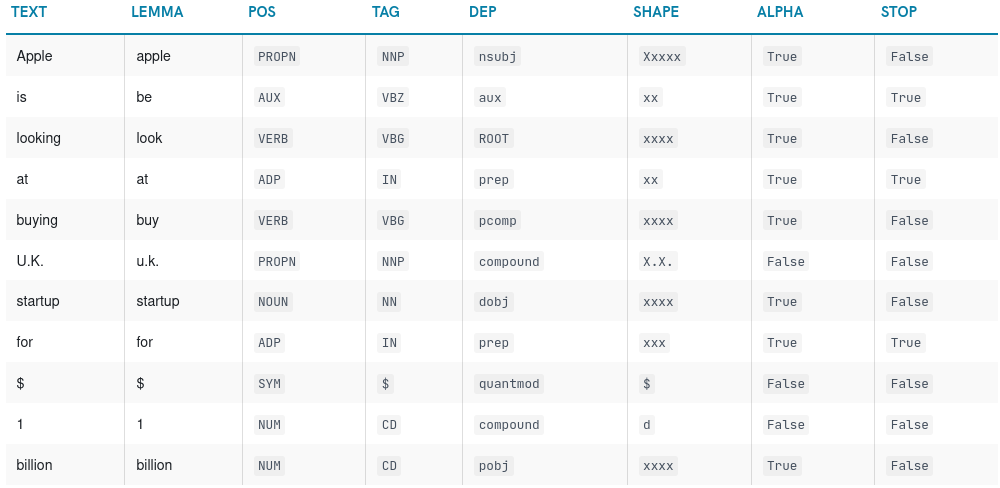 TEXT LEMMA POS TAG DEP SHAPE ALPHA STOP
Apple apple PROPN NNP nsubj Xxxxx True False
is be AUX VBZ aux xx True True
looking look VERB VBG ROOT xxxx True False
at at ADP IN prep xx True True
buying buy VERB VBG pcomp xxxx True False
U.K. u.k. PROPN NNP compound X.X. False False
startup startup NOUN NN dobj xxxx True False
for for ADP IN prep xxx True True
$ $ SYM $ quantmod $ False False
1 1 NUM CD compound d False False
billion billion NUM CD pobj xxxx True False